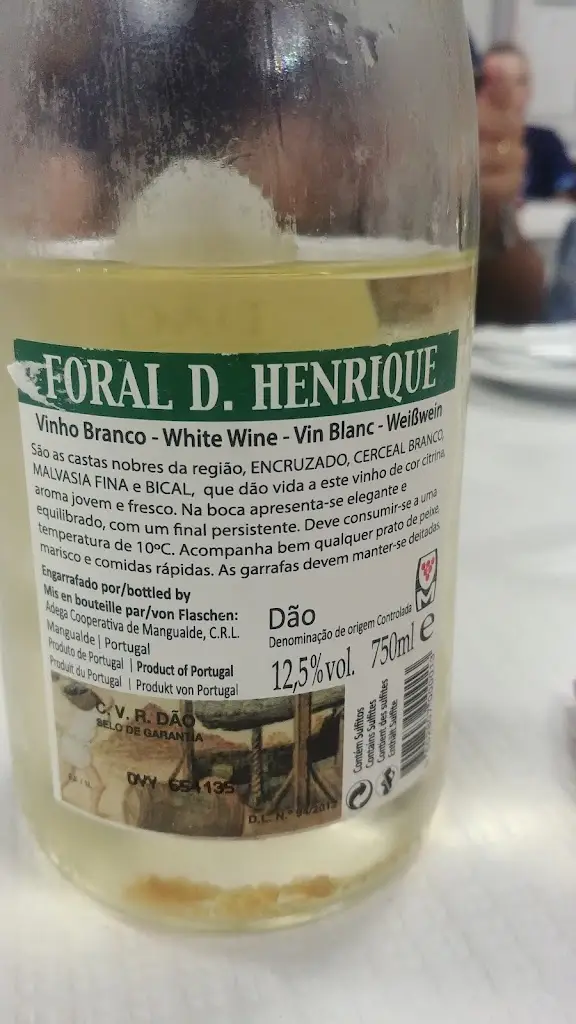 FORAL D. HENRIQUE
Vinho Branco - White Wine - Vin Blanc - Weißwein
São as castas nobres da região, ENCRUZADO, CERCEAL BRANCO,
MALVASIA FINA e BICAL, que dão vida a este vinho de cor citrina,
aroma jovem e fresco. Na boca apresenta-se elegante e
equilibrado, com um final persistente. Deve consumir-se a uma
temperatura de 10ºC. Acompanha bem qualquer prato de peixe,
marisco e comidas rápidas. As garrafas devem manter-se deitadas.
Engarrafado por/bottled by
Mis en bouteille par/von Flaschen:
Adega Cooperativa de Mangualde, C.R.L.
Mangualde | Portugal
Produto de Portugal | Product of Portugal
Produit du Portugal | Produkt von Portugal
Dão
Denominação de origem Controlada
12,5%vol. 750ml e
C. V. R. DÃO
SELO DE GARANTIA
OVY 654135
Contém Sulfitos
Contains Sulfites
Contient des sulfites
Enthält Sulfite